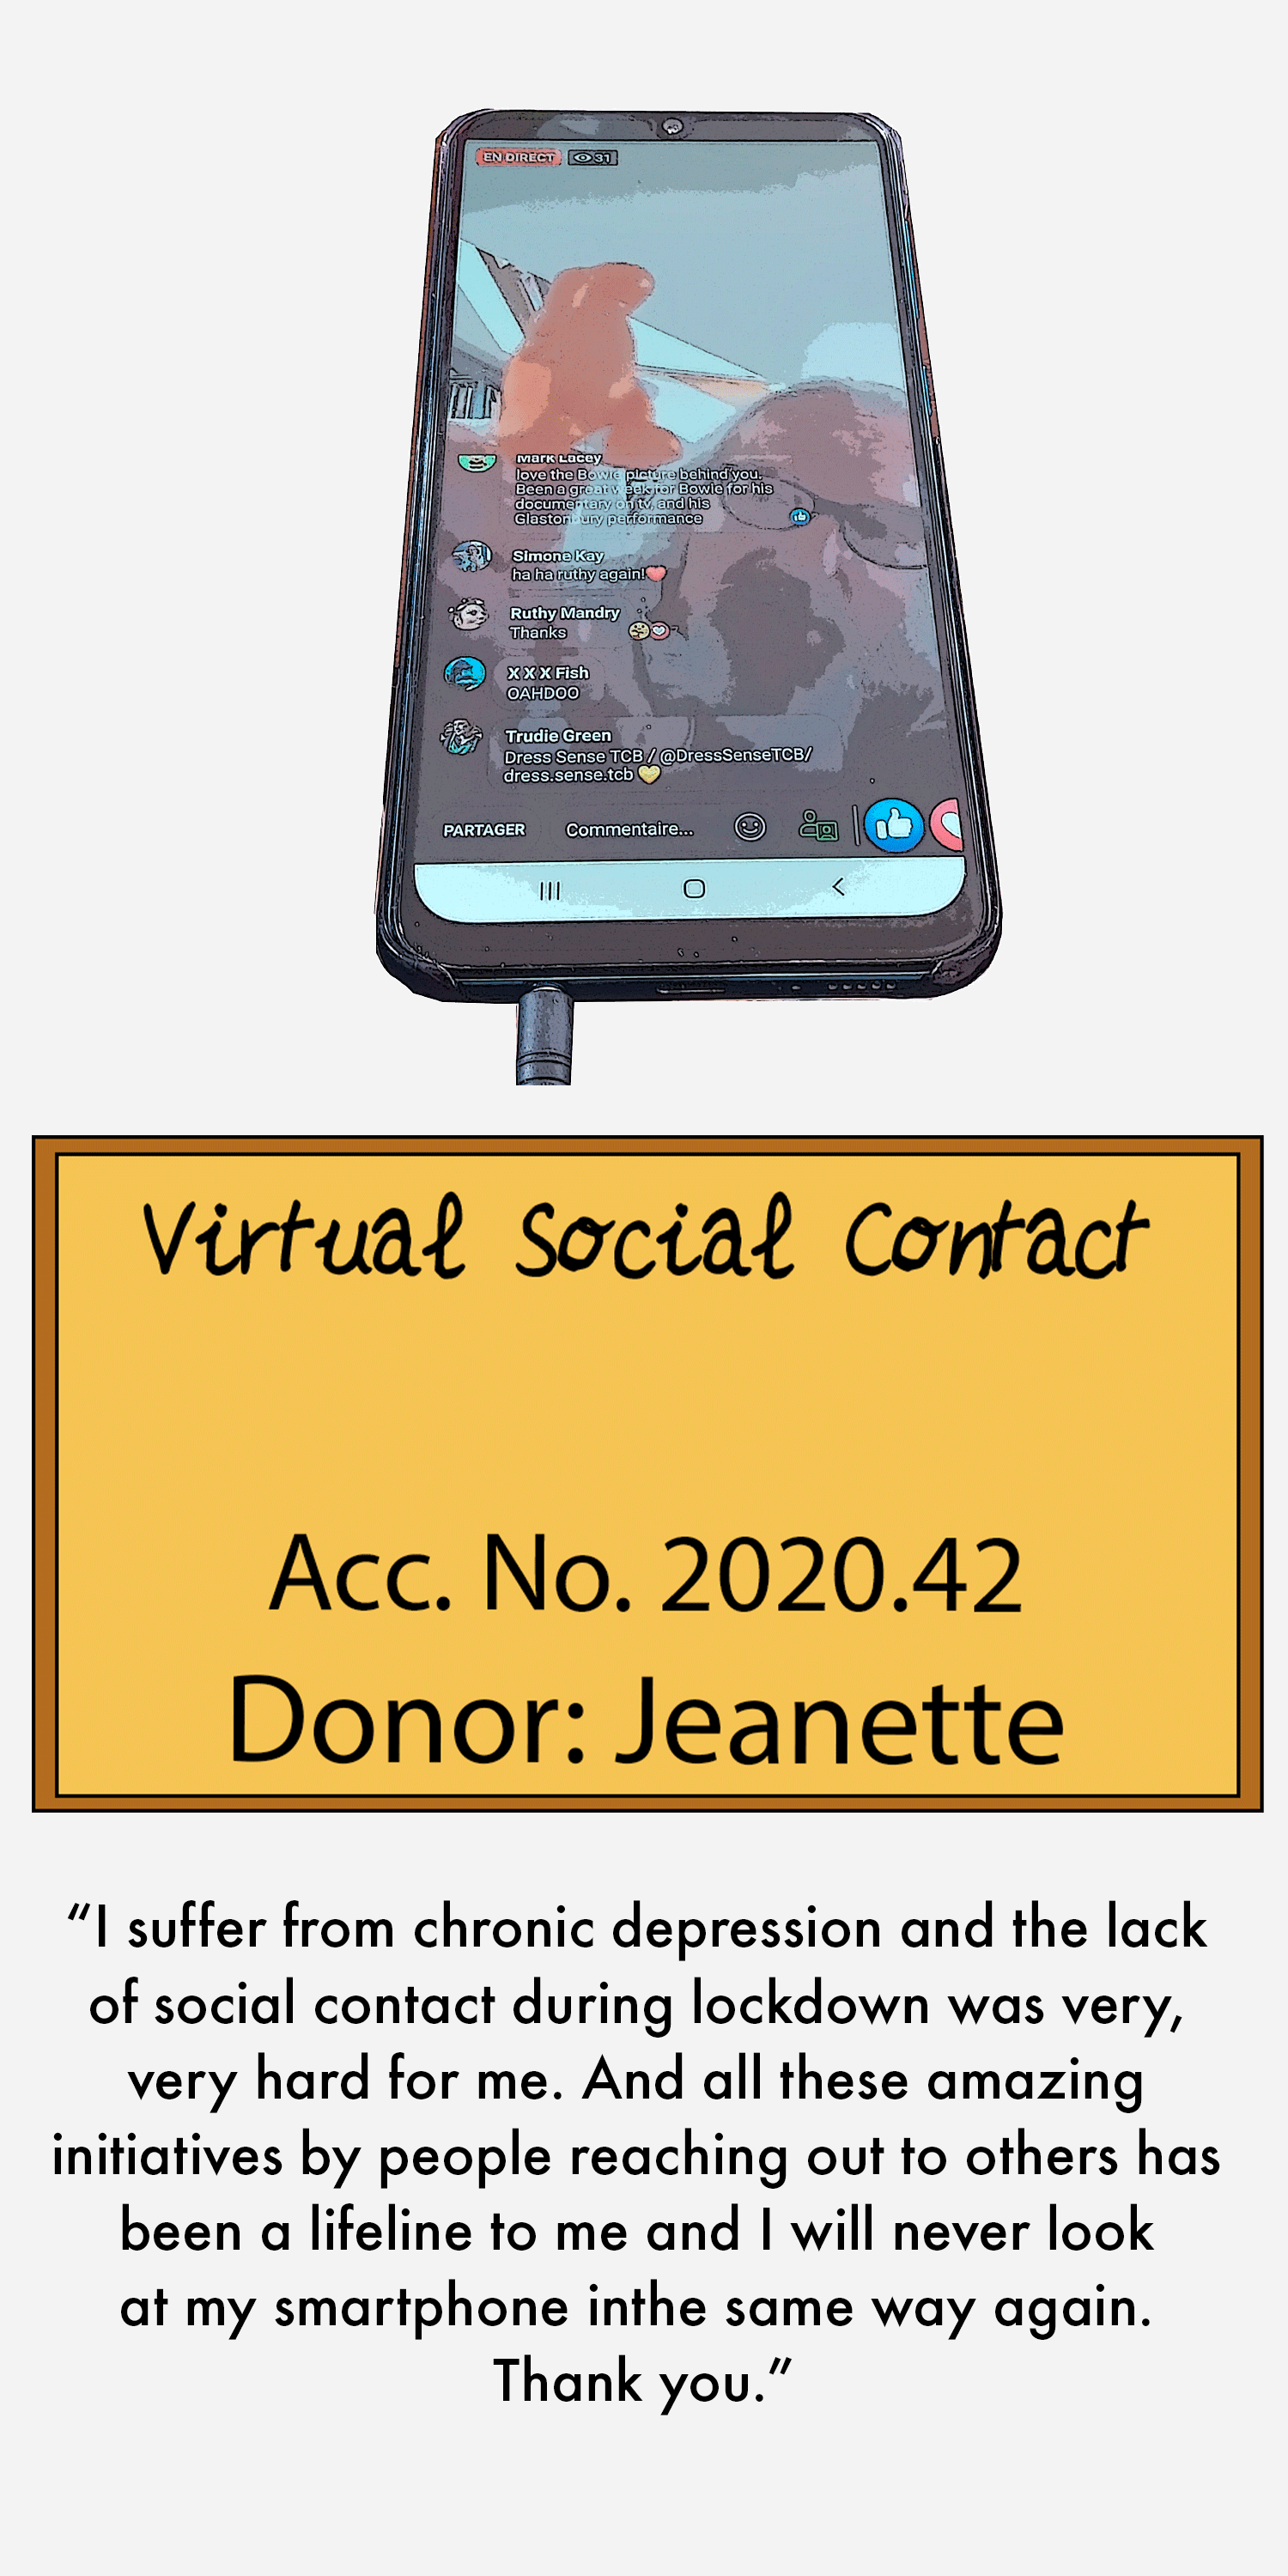 EN DIRECT 31
Mark Lacey
love the Bowie picture behind you.
Been a great week for Bowie for his
documentary on tv, and his
Glastonbury performance
Simone Kay
ha ha ruthy again!
Ruthy Mandry
Thanks
X X X Fish
OAHDOO
Trudie Green
Dress Sense TCB / @DressSenseTCB/
dress.sense.tcb
PARTAGER Commentaire...
Virtual Social Contact
Acc. No. 2020.42
Donor: Jeanette
“I suffer from chronic depression and the lack
of social contact during lockdown was very,
very hard for me. And all these amazing
initiatives by people reaching out to others has
been a lifeline to me and I will never look
at my smartphone inthe same way again.
Thank you.”